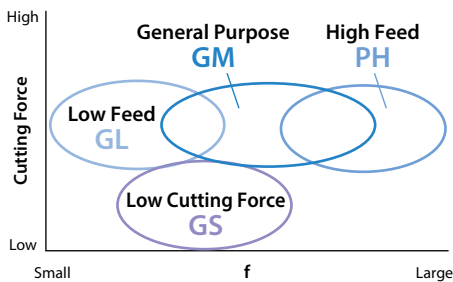 High
General Purpose
GM
High Feed
PH
Low Feed
GL
Cutting Force
Low Cutting Force
GS
Low
Small
f
Large